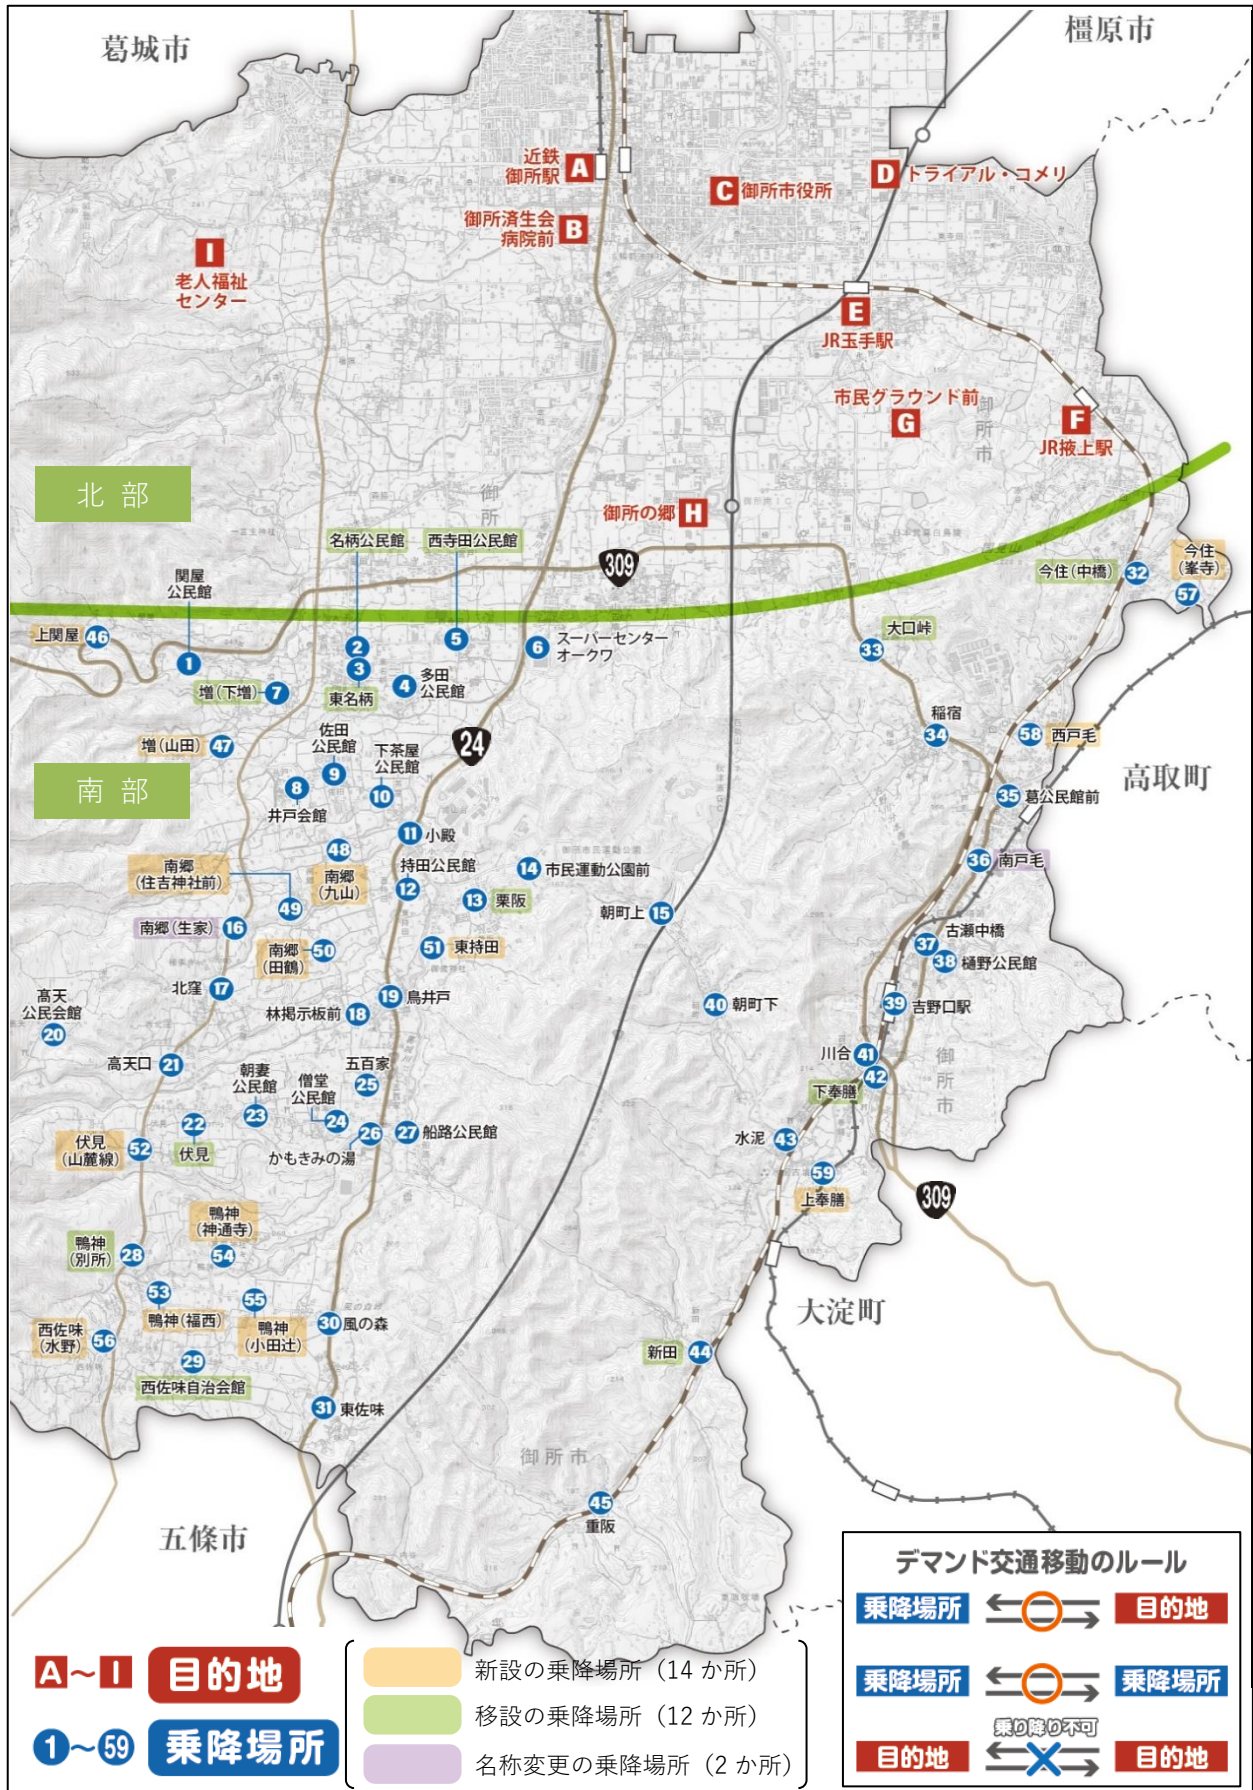 葛城市
橿原市
近鉄
御所駅
A
御所済生会
病院前
B
C
御所市役所
D
トライアル・コメリ
I
老人福祉
センター
E
JR玉手駅
市民グラウンド前
G
F
JR掖上駅
御所市
北部
御所
御所の郷
H
309
名柄公民館
西寺田公民館
関屋
公民館
今住(中橋)
32
今住
(峯寺)
57
上関屋
46
1
2
3
東名柄
5
6
スーパーセンター
オークワ
4
多田
公民館
大口峠
33
増(下増)
7
24
増(山田)
47
佐田
公民館
9
下茶屋
公民館
10
稲宿
34
58
西戸毛
高取町
南部
8
井戸会館
35
葛公民館前
11
小殿
48
南郷
(九山)
持田公民館
12
14
市民運動公園前
36
南戸毛
南郷
(住吉神社前)
49
13
栗阪
朝町上
15
南郷(生家)
16
南郷
(田鶴)
50
51
東持田
古瀬中橋
37
38
樋野公民館
北窪
17
19
鳥井戸
40
朝町下
39
吉野口駅
髙天
公民会館
20
林掲示板前
18
高天口
21
五百家
25
川合
41
42
下奉膳
御所市
朝妻
公民館
23
僧堂
公民館
24
22
伏見
伏見
(山麓線)
52
かもきみの湯
26
27
船路公民館
水泥
43
59
上奉膳
309
鴨神
(神通寺)
54
鴨神
(別所)
28
53
鴨神(福西)
55
鴨神
(小田辻)
大淀町
西佐味
(水野)
56
30
風の森
29
西佐味自治会館
新田
44
31
東佐味
御所市
45
重阪
五條市
デマンド交通移動のルール
乗降場所
目的地
乗降場所
乗降場所
乗り降り不可
目的地
目的地
A～I
目的地
1～59
乗降場所
新設の乗降場所（14か所）
移設の乗降場所（12か所）
名称変更の乗降場所（2か所）